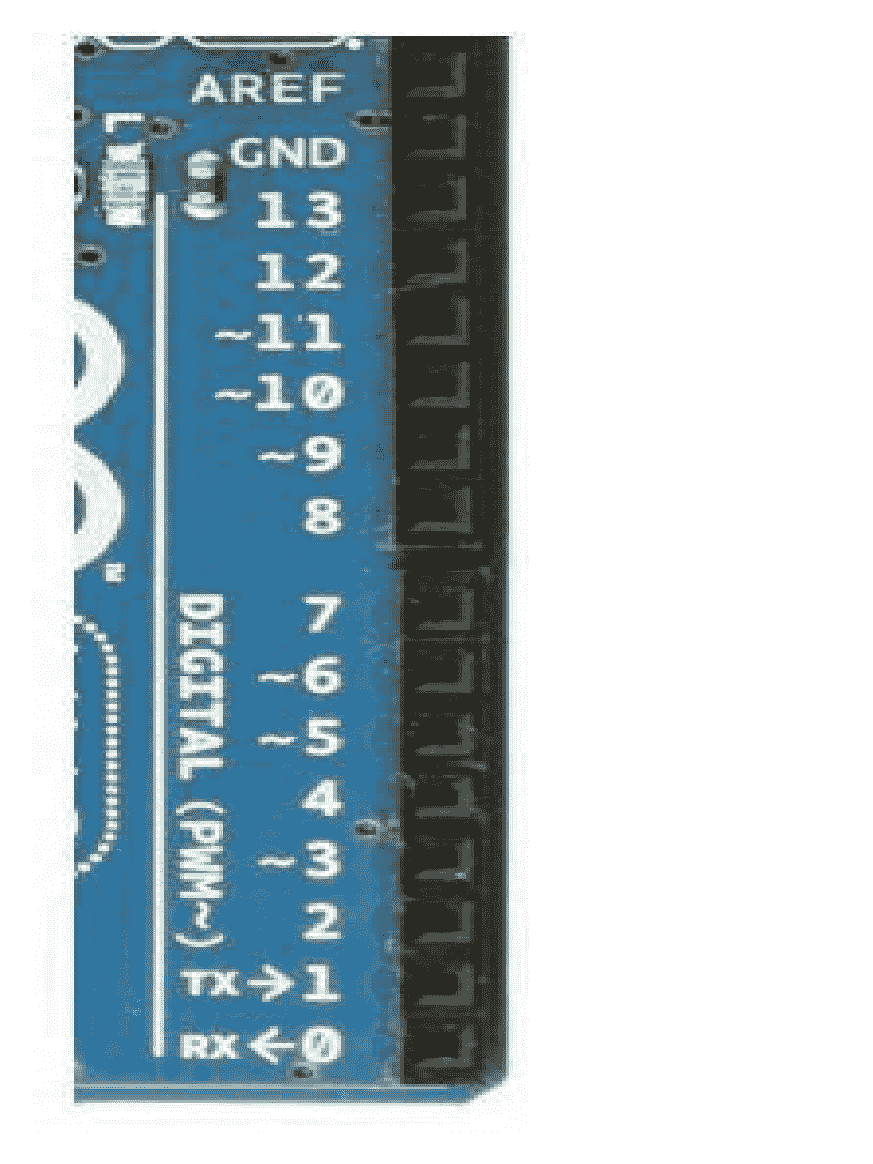 AREF
L
GND
13
12
~11
~10
~9
8
7
~6
~5
4
~3
2
TX→1
RX←0
DIGITAL (PWM~)